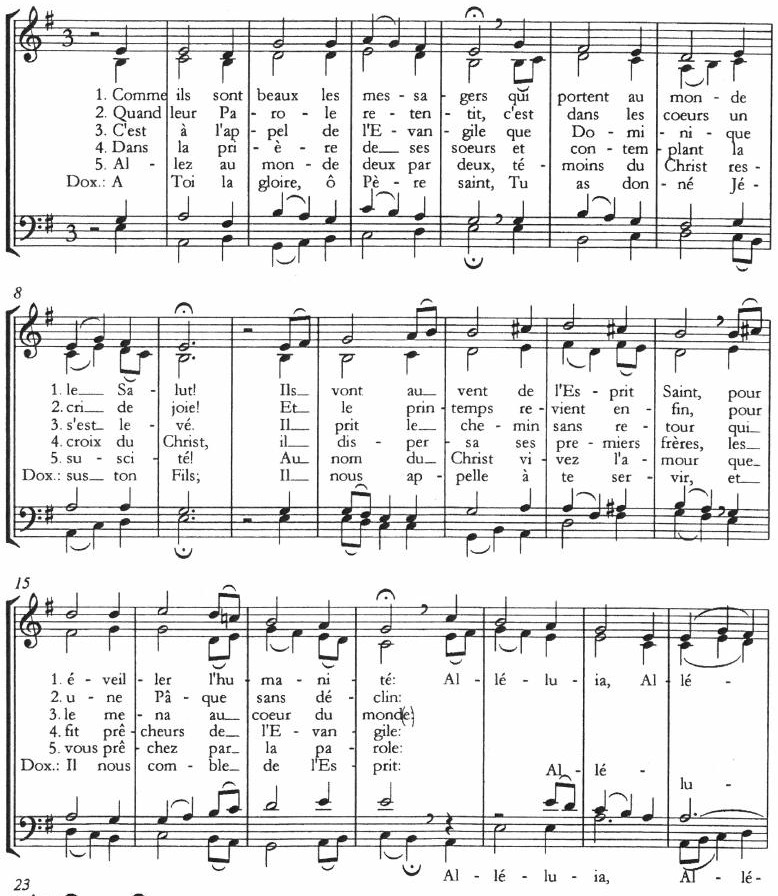 1. Comme ils sont beaux les mes - sa - gers qui portent au mon - de
2. Quand leur Pa - ro - le re - ten - tit, c'est dans les coeurs un
3. C'est à l'ap - pel de l'E - van - gile que Do - mi - ni - que
4. Dans la pri - è - re de ses soeurs et con - tem - plant la
5. Al - lez au mon - de deux par deux, té - moins du Christ res -
Dox.: A Toi la gloire, ô Pè - re saint, Tu as don - né Jé -
8
1. le Sa - lut! Ils vont au vent de l'Es - prit Saint, pour
2. cri de joie! Et le prin - temps re - vient en - fin, pour
3. s'est le - vé. Il prit le che - min sans re - tour qui
4. croix du Christ, il dis - per - sa ses pre - miers frères, les
5. su - sci - té! Au nom du Christ vi - vez l'a - mour que
Dox.: sus ton Fils; Il nous ap - pelle à te ser - vir, et
15
1. é - veil - ler l'hu - ma - ni - té: Al - lé - lu - ia, Al - lé -
2. u - ne Pâ - que sans dé - clin:
3. le me - na au coeur du monde:
4. fit prê - cheurs de l'E - van - gile:
5. vous prê - chez par la pa - role:
Dox.: Il nous com - ble de l'Es - prit: Al - lé - lu -
Al - lé - lu - ia, Al - lé -
23